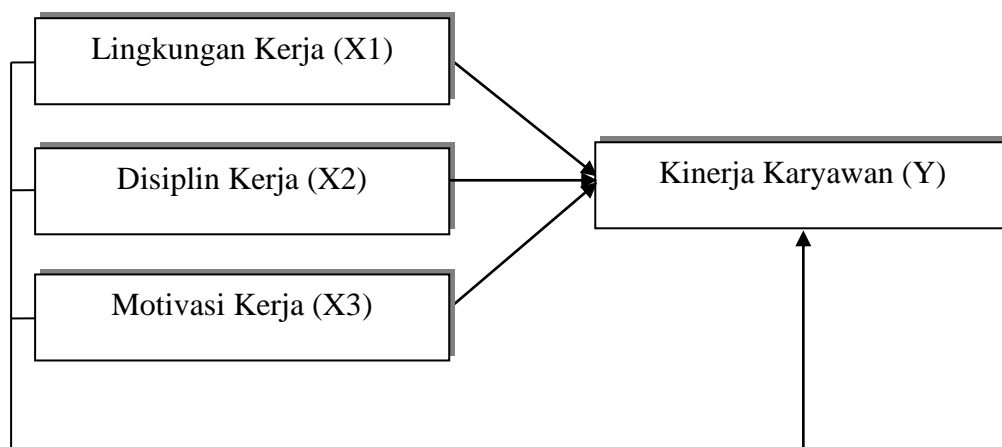 Lingkungan Kerja (X1)
Disiplin Kerja (X2)
Kinerja Karyawan (Y)
Motivasi Kerja (X3)